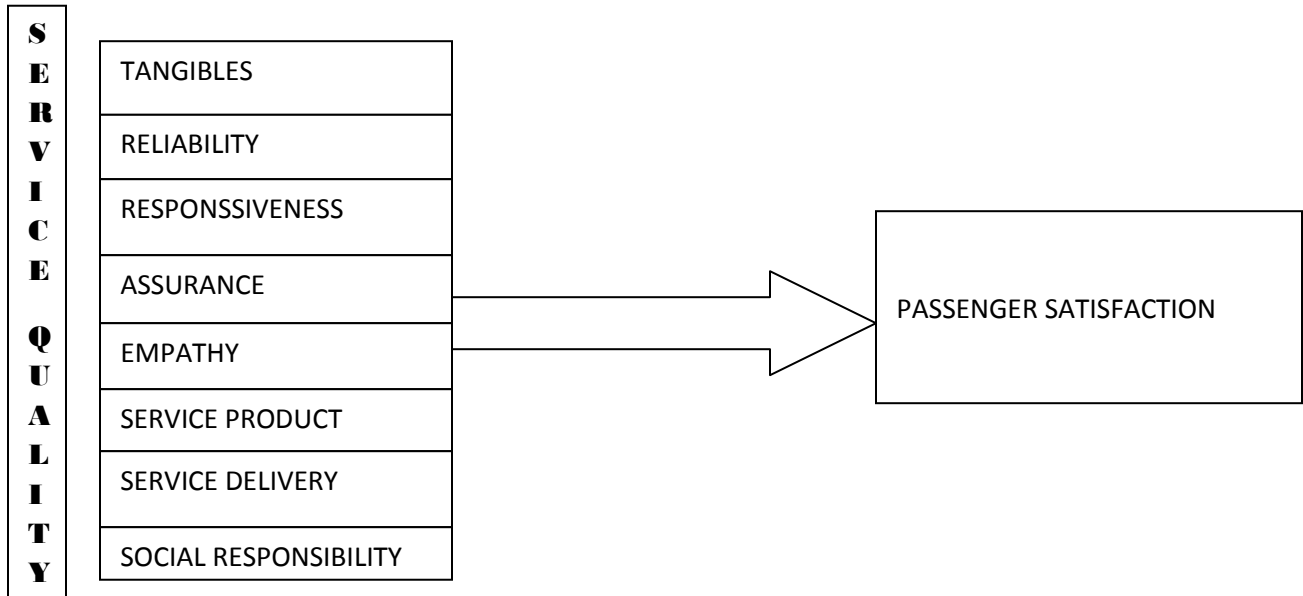 SERVICE QUALITY
TANGIBLES
RELIABILITY
RESPONSSIVENESS
ASSURANCE
EMPATHY
SERVICE PRODUCT
SERVICE DELIVERY
SOCIAL RESPONSIBILITY
PASSENGER SATISFACTION